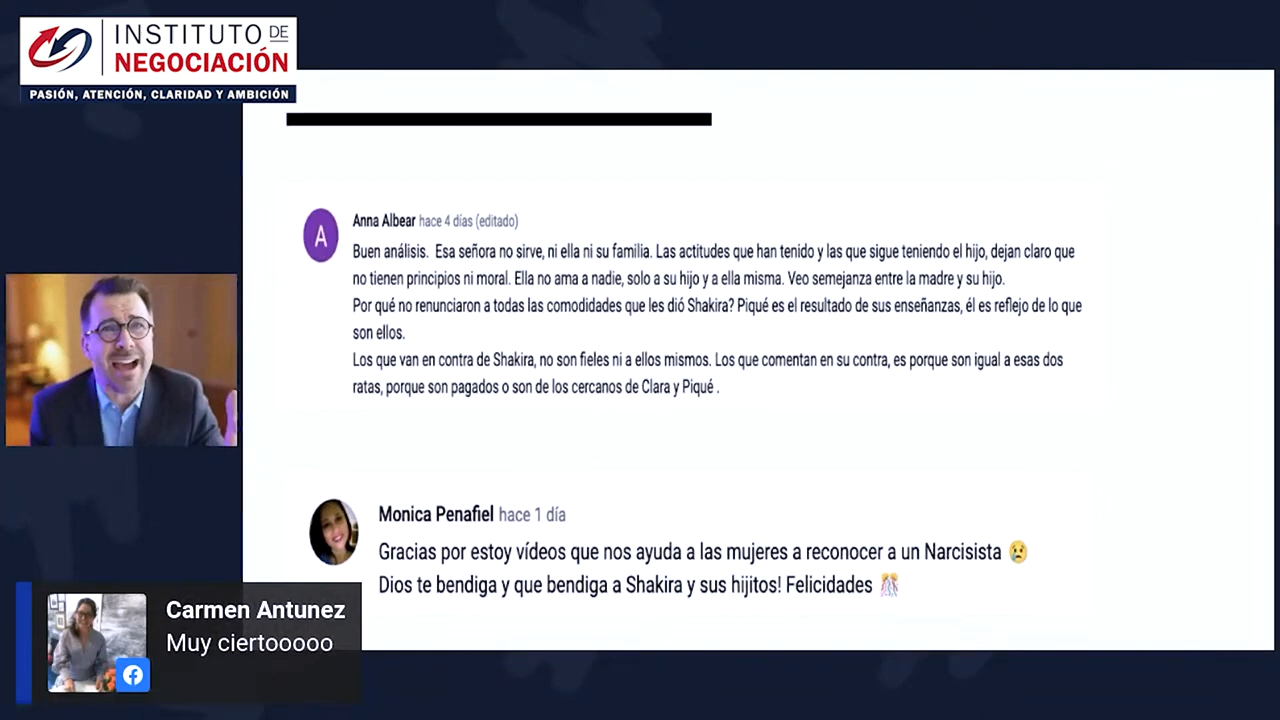 INSTITUTO DE
NEGOCIACIÓN
PASIÓN, ATENCIÓN, CLARIDAD Y AMBICIÓN
A
Anna Albear hace 4 días (editado)
Buen análisis. Esa señora no sirve, ni ella ni su familia. Las actitudes que han tenido y las que sigue teniendo el hijo, dejan claro que
no tienen principios ni moral. Ella no ama a nadie, solo a su hijo y a ella misma. Veo semejanza entre la madre y su hijo.
Por qué no renunciaron a todas las comodidades que les dió Shakira? Piqué es el resultado de sus enseñanzas, él es reflejo de lo que
son ellos.
Los que van en contra de Shakira, no son fieles ni a ellos mismos. Los que comentan en su contra, es porque son igual a esas dos
ratas, porque son pagados o son de los cercanos de Clara y Piqué .
Monica Penafiel hace 1 día
Gracias por estoy vídeos que nos ayuda a las mujeres a reconocer a un Narcisista 😢
Dios te bendiga y que bendiga a Shakira y sus hijitos! Felicidades 🎊
Carmen Antunez
Muy ciertooooo